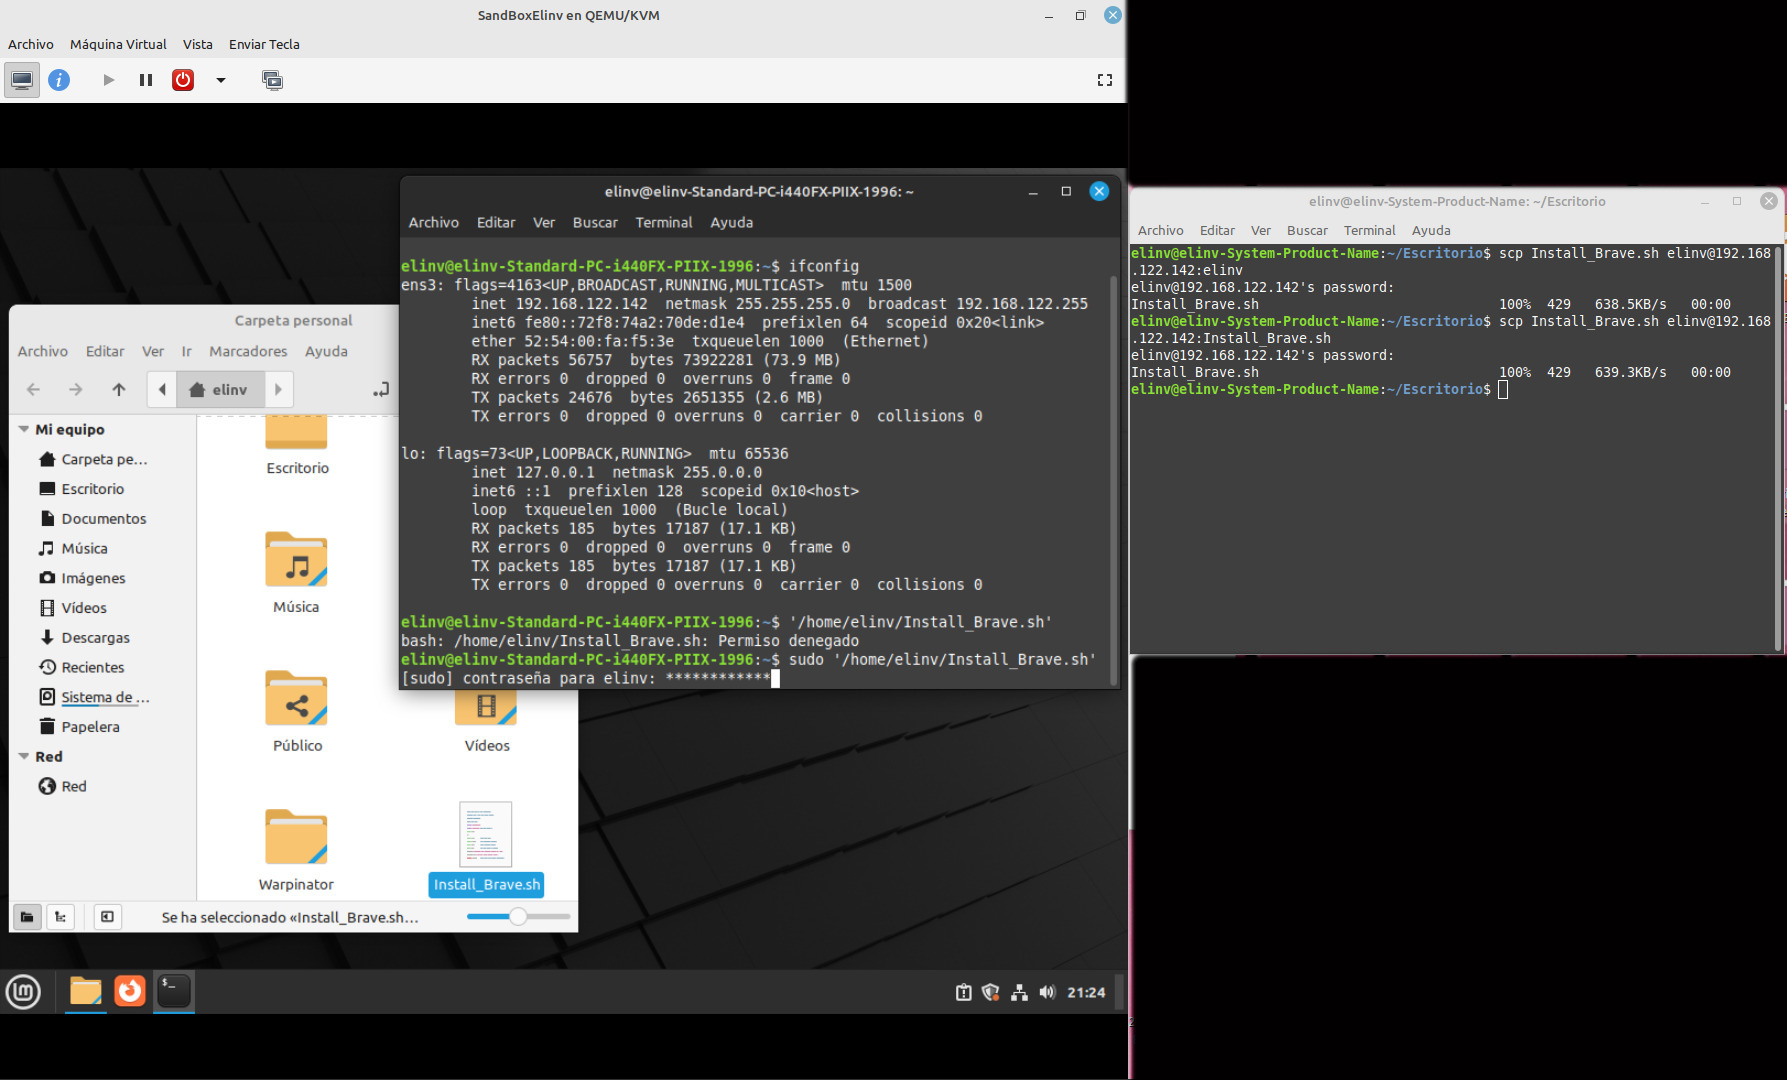 SandBoxElinv en QEMU/KVM
Archivo Máquina Virtual Vista Enviar Tecla
elinv@elinv-Standard-PC-i440FX-PIIX-1996: ~
Archivo Editar Ver Buscar Terminal Ayuda
elinv@elinv-Standard-PC-i440FX-PIIX-1996:~$ ifconfig
ens3: flags=4163<UP,BROADCAST,RUNNING,MULTICAST>  mtu 1500
        inet 192.168.122.142  netmask 255.255.255.0  broadcast 192.168.122.255
        inet6 fe80::72f8:74a2:70de:d1e4  prefixlen 64  scopeid 0x20<link>
        ether 52:54:00:fa:f5:3e  txqueuelen 1000  (Ethernet)
        RX packets 56757  bytes 73922281 (73.9 MB)
        RX errors 0  dropped 0  overruns 0  frame 0
        TX packets 24676  bytes 2651355 (2.6 MB)
        TX errors 0  dropped 0 overruns 0  carrier 0  collisions 0
lo: flags=73<UP,LOOPBACK,RUNNING>  mtu 65536
        inet 127.0.0.1  netmask 255.0.0.0
        inet6 ::1  prefixlen 128  scopeid 0x10<host>
        loop  txqueuelen 1000  (Bucle local)
        RX packets 185  bytes 17187 (17.1 KB)
        RX errors 0  dropped 0  overruns 0  frame 0
        TX packets 185  bytes 17187 (17.1 KB)
        TX errors 0  dropped 0 overruns 0  carrier 0  collisions 0
elinv@elinv-Standard-PC-i440FX-PIIX-1996:~$ '/home/elinv/Install_Brave.sh'
bash: /home/elinv/Install_Brave.sh: Permiso denegado
elinv@elinv-Standard-PC-i440FX-PIIX-1996:~$ sudo '/home/elinv/Install_Brave.sh'
[sudo] contraseña para elinv: ************
Carpeta personal
Archivo Editar Ver Ir Marcadores Ayuda
elinv
Mi equipo
Carpeta pe...
Escritorio
Documentos
Música
Imágenes
Vídeos
Descargas
Recientes
Sistema de ...
Papelera
Red
Red
Escritorio
Música
Público
Vídeos
Warpinator
Install_Brave.sh
Se ha seleccionado «Install_Brave.sh...
21:24
elinv@elinv-System-Product-Name: ~/Escritorio
Archivo Editar Ver Buscar Terminal Ayuda
elinv@elinv-System-Product-Name:~/Escritorio$ scp Install_Brave.sh elinv@192.168
.122.142:elinv
elinv@192.168.122.142's password:
Install_Brave.sh 100% 429 638.5KB/s 00:00
elinv@elinv-System-Product-Name:~/Escritorio$ scp Install_Brave.sh elinv@192.168
.122.142:Install_Brave.sh
elinv@192.168.122.142's password:
Install_Brave.sh 100% 429 639.3KB/s 00:00
elinv@elinv-System-Product-Name:~/Escritorio$